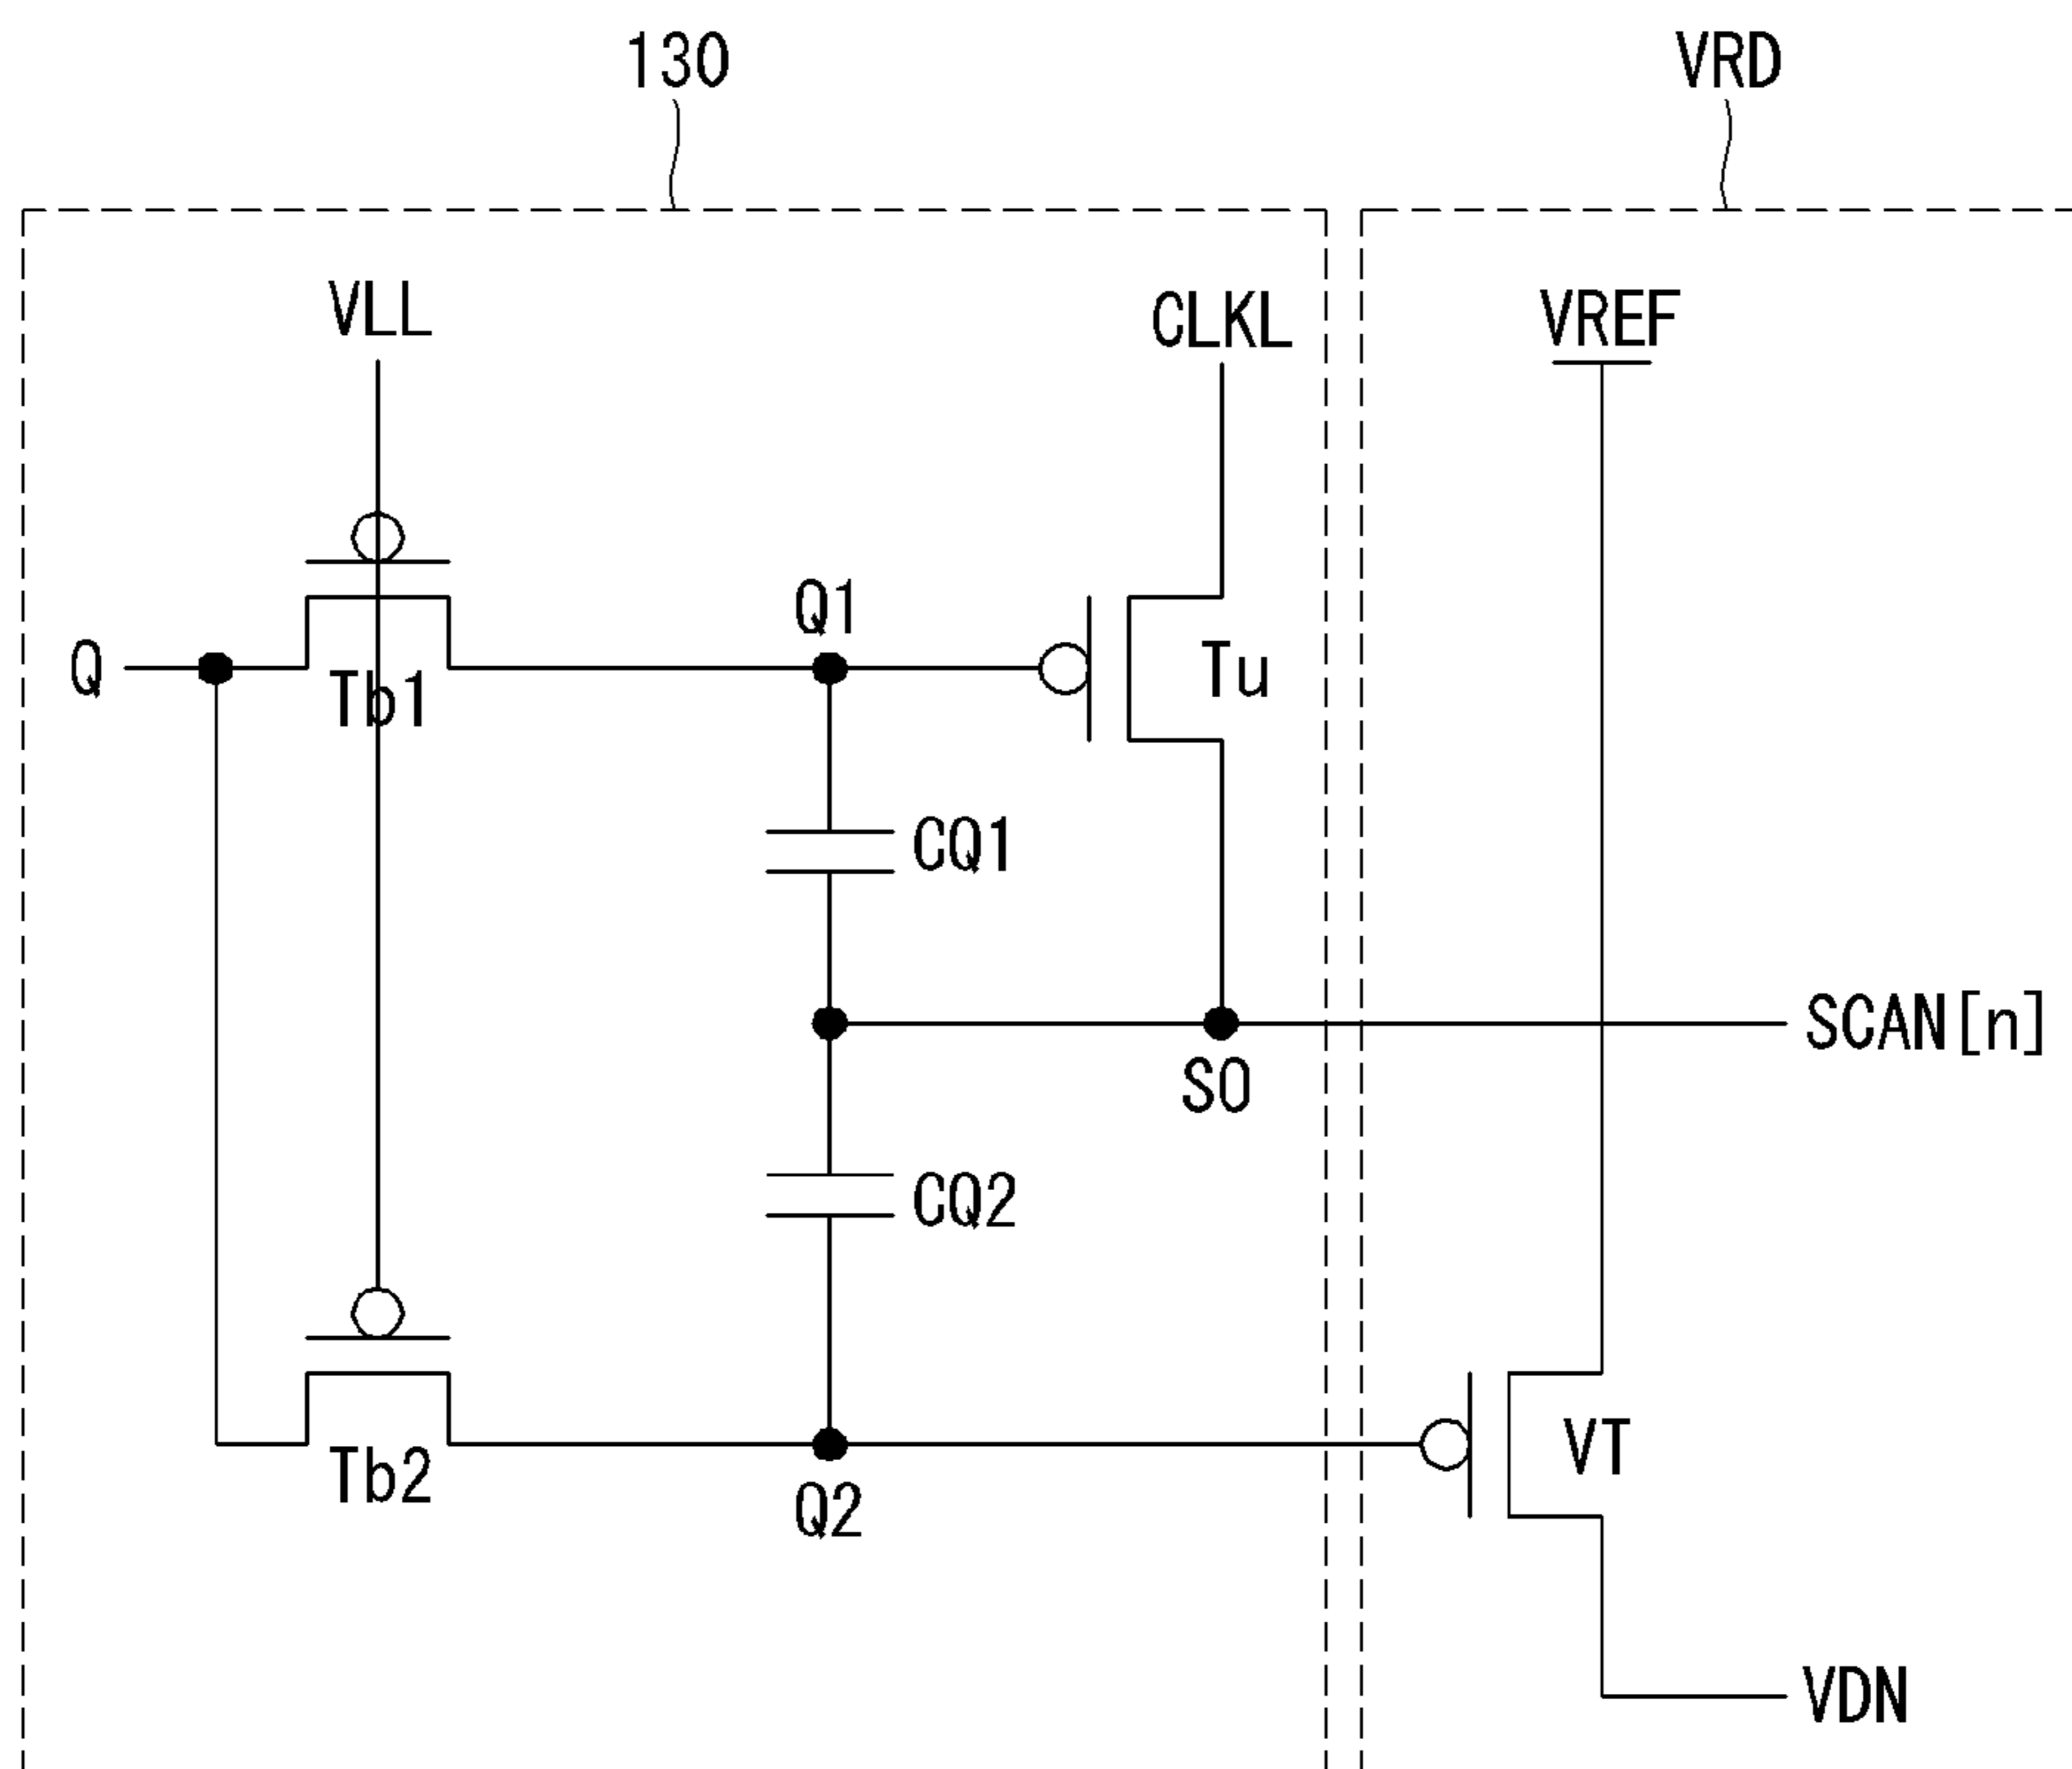 130
VRD
VLL
CLKL
VREF
Q1
Q
Tb1
Tu
CQ1
SCAN[n]
SO
CQ2
VT
Tb2
Q2
VDN